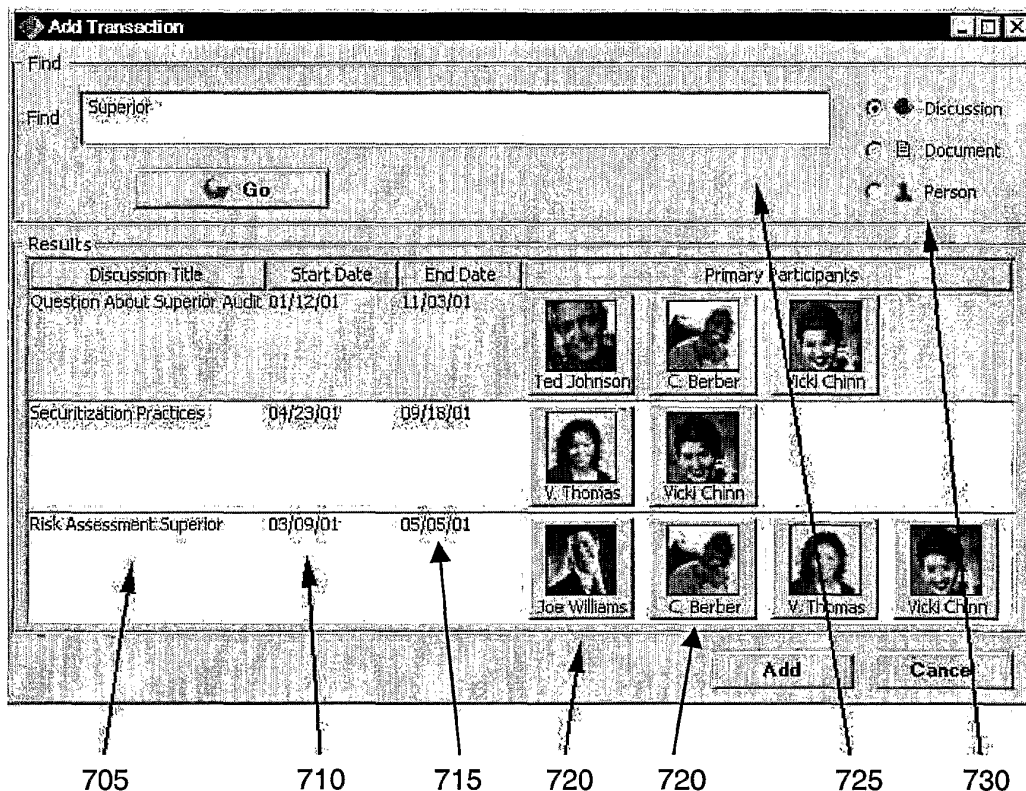 Add Transaction
Find
Find Superior
Discussion
Document
Go
Person
Results
Discussion Title Start Date End Date Primary Participants
Question About Superior Audit 01/12/01 11/03/01
Ted Johnson C. Berber Vicki Chinn
Securitization Practices 04/23/01 09/18/01
V. Thomas Vicki Chinn
Risk Assessment Superior 03/09/01 05/05/01
Joe Williams C. Berber V. Thomas Vicki Chinn
Add Cancel
705 710 715 720 720 725 730